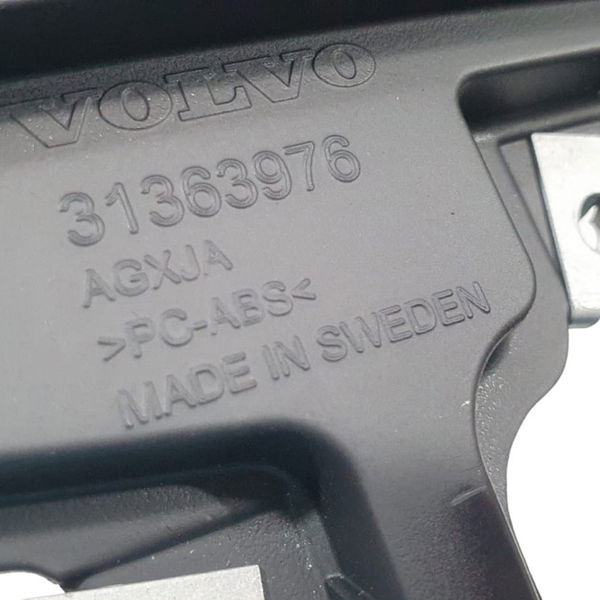 VOLVO
31363976
AGXJA
>PC-ABS<
MADE IN SWEDEN